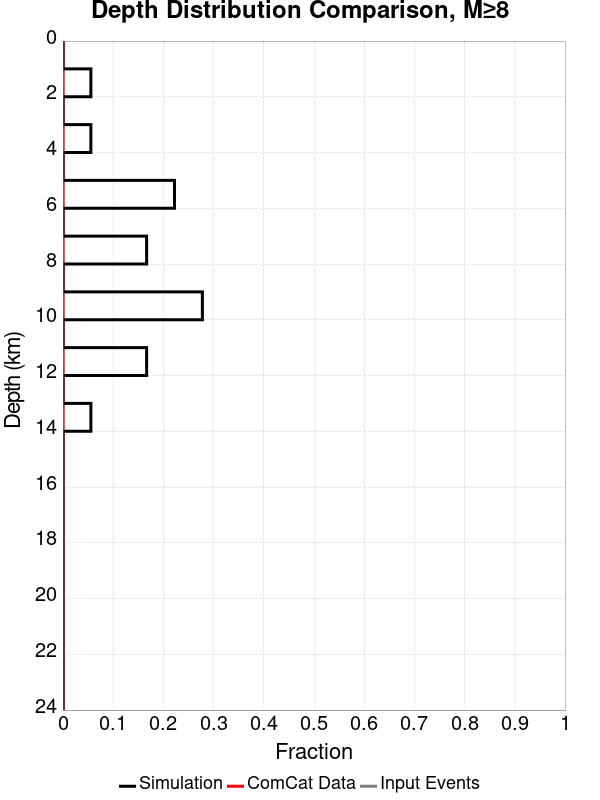 Depth Distribution Comparison, M≥8
0
2
4
6
8
10
12
14
16
18
20
22
24
Depth (km)
0 0.1 0.2 0.3 0.4 0.5 0.6 0.7 0.8 0.9 1
Fraction
Simulation ComCat Data Input Events